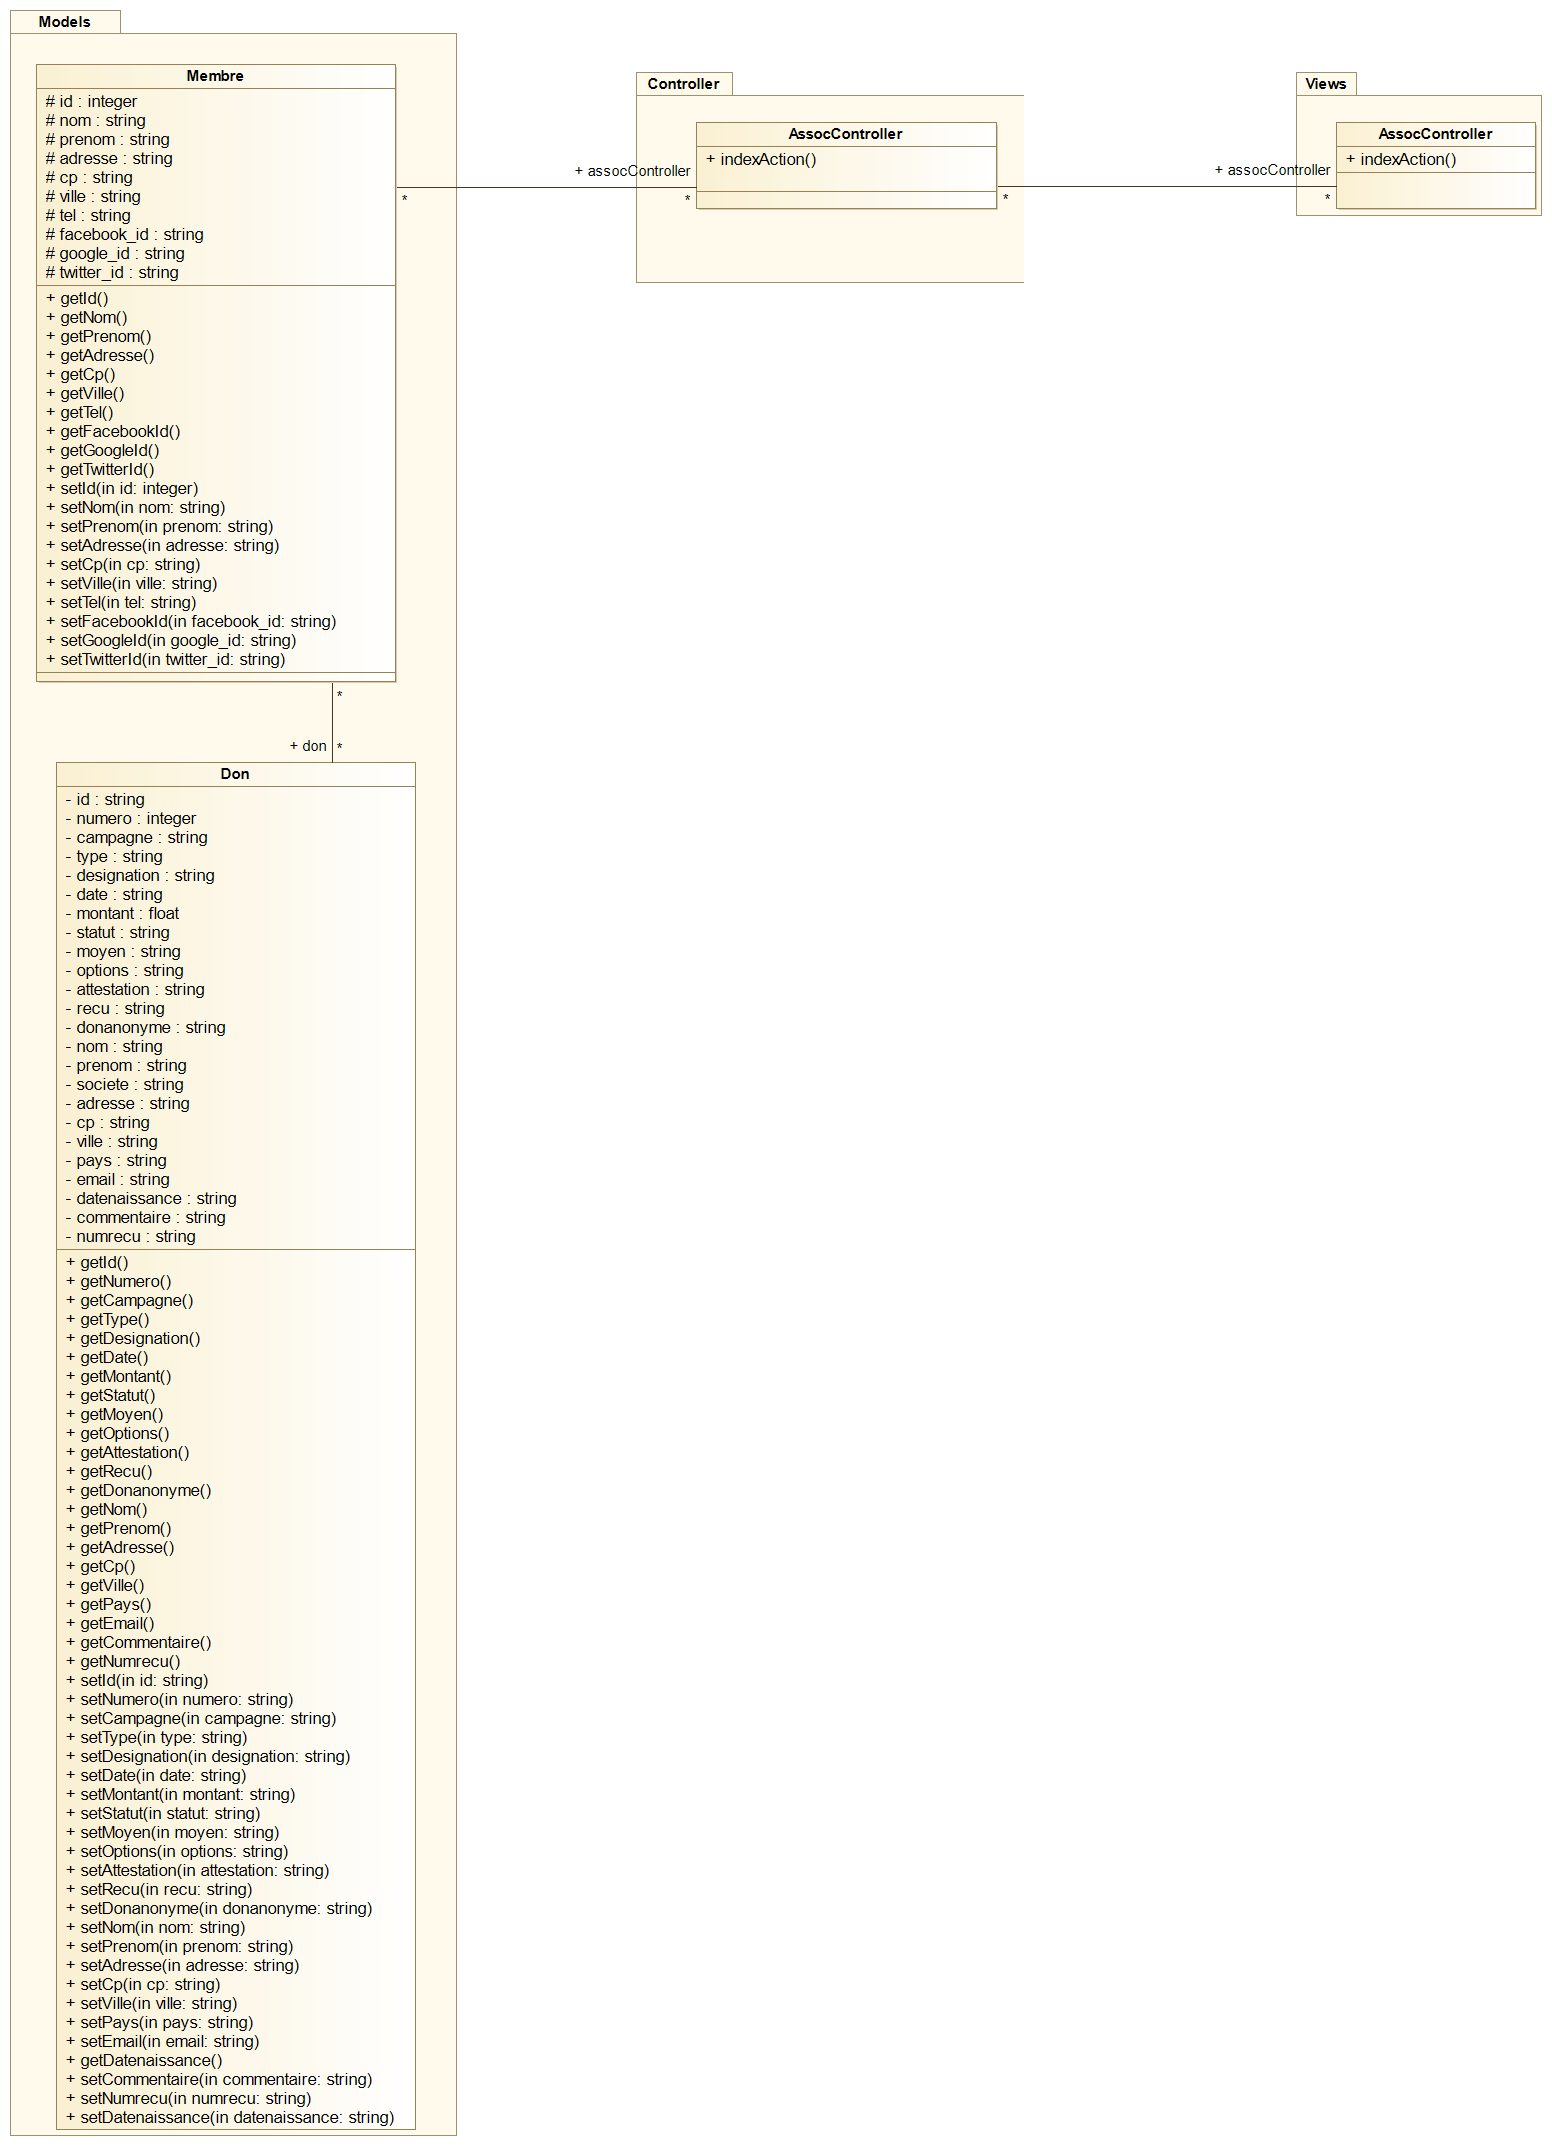 Models
Membre
# id : integer
# nom : string
# prenom : string
# adresse : string
# cp : string
# ville : string
# tel : string
# facebook_id : string
# google_id : string
# twitter_id : string
+ getId()
+ getNom()
+ getPrenom()
+ getAdresse()
+ getCp()
+ getVille()
+ getTel()
+ getFacebookId()
+ getGoogleId()
+ getTwitterId()
+ setId(in id: integer)
+ setNom(in nom: string)
+ setPrenom(in prenom: string)
+ setAdresse(in adresse: string)
+ setCp(in cp: string)
+ setVille(in ville: string)
+ setTel(in tel: string)
+ setFacebookId(in facebook_id: string)
+ setGoogleId(in google_id: string)
+ setTwitterId(in twitter_id: string)
*
+ don *
Don
- id : string
- numero : integer
- campagne : string
- type : string
- designation : string
- date : string
- montant : float
- statut : string
- moyen : string
- options : string
- attestation : string
- recu : string
- donanonyme : string
- nom : string
- prenom : string
- societe : string
- adresse : string
- cp : string
- ville : string
- pays : string
- email : string
- datenaissance : string
- commentaire : string
- numrecu : string
+ getId()
+ getNumero()
+ getCampagne()
+ getType()
+ getDesignation()
+ getDate()
+ getMontant()
+ getStatut()
+ getMoyen()
+ getOptions()
+ getAttestation()
+ getRecu()
+ getDonanonyme()
+ getNom()
+ getPrenom()
+ getAdresse()
+ getCp()
+ getVille()
+ getPays()
+ getEmail()
+ getCommentaire()
+ getNumrecu()
+ setId(in id: string)
+ setNumero(in numero: string)
+ setCampagne(in campagne: string)
+ setType(in type: string)
+ setDesignation(in designation: string)
+ setDate(in date: string)
+ setMontant(in montant: string)
+ setStatut(in statut: string)
+ setMoyen(in moyen: string)
+ setOptions(in options: string)
+ setAttestation(in attestation: string)
+ setRecu(in recu: string)
+ setDonanonyme(in donanonyme: string)
+ setNom(in nom: string)
+ setPrenom(in prenom: string)
+ setAdresse(in adresse: string)
+ setCp(in cp: string)
+ setVille(in ville: string)
+ setPays(in pays: string)
+ setEmail(in email: string)
+ getDatenaissance()
+ setCommentaire(in commentaire: string)
+ setNumrecu(in numrecu: string)
+ setDatenaissance(in datenaissance: string)
Controller
AssocController
+ indexAction()
+ assocController
* *
Views
AssocController
+ indexAction()
+ assocController
* *